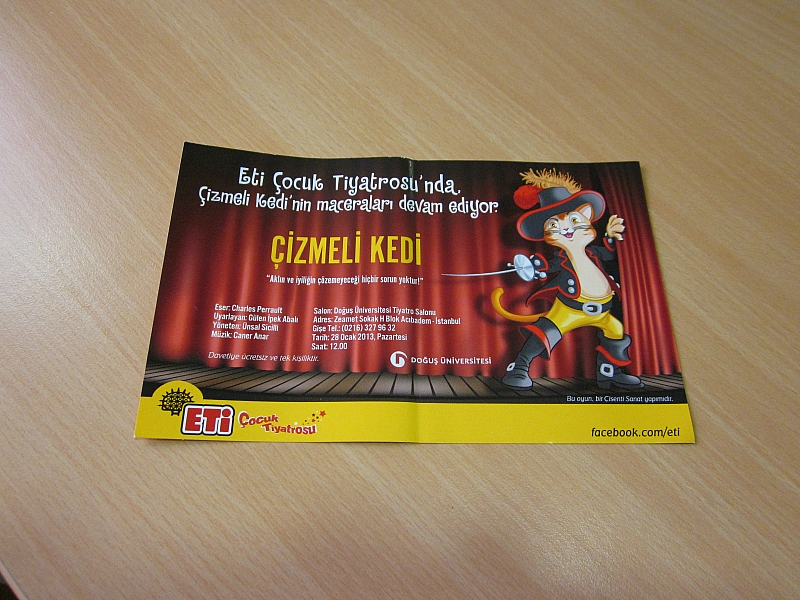 Eti Çocuk Tiyatrosu'nda,
Çizmeli Kedi'nin maceraları devam ediyor.
ÇİZMELİ KEDİ
"Aklın ve iyiliğin çözemeyeceği hiçbir sorun yoktur!"
Eser: Charles Perrault
Uyarlayan: Gülen İpek Abalı
Yöneten: Ünsal Sicilli
Müzik: Caner Anar
Salon: Doğuş Üniversitesi Tiyatro Salonu
Adres: Zeamet Sokak H Blok Acıbadem - İstanbul
Gişe Tel.: (0216) 327 96 32
Tarih: 28 Ocak 2013, Pazartesi
Saat: 12.00
Davetiye ücretsiz ve tek kişiliktir.
DOĞUŞ ÜNİVERSİTESİ
Bu oyun, bir Çisenti Sanat yapımıdır.
ETİ
Çocuk
Tiyatrosu
facebook.com/eti